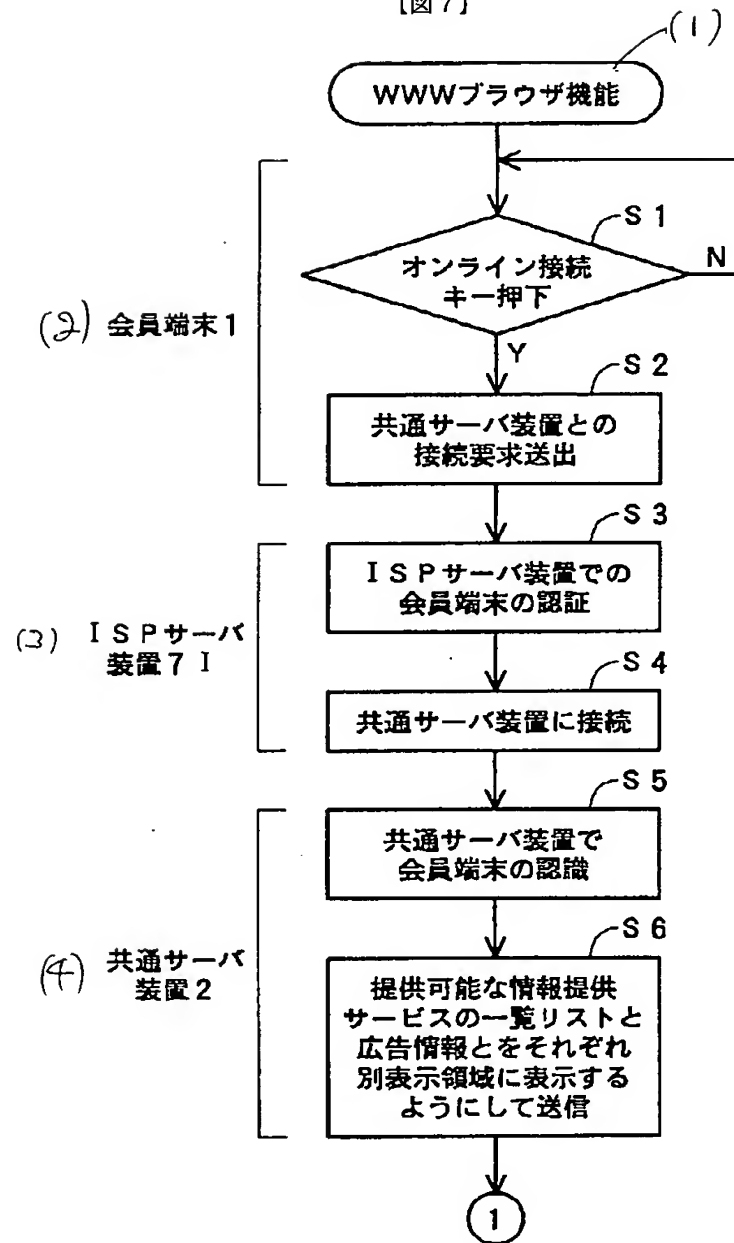 【図7】
(1)
WWWブラウザ機能
S1
オンライン接続
キー押下
N
(2) 会員端末1
Y
S2
共通サーバ装置との
接続要求送出
S3
ISPサーバ装置での
会員端末の認証
(3) ISPサーバ
装置7I
S4
共通サーバ装置に接続
S5
共通サーバ装置で
会員端末の認識
(4) 共通サーバ
装置2
S6
提供可能な情報提供
サービスの一覧リストと
広告情報とをそれぞれ
別表示領域に表示する
ようにして送信
1